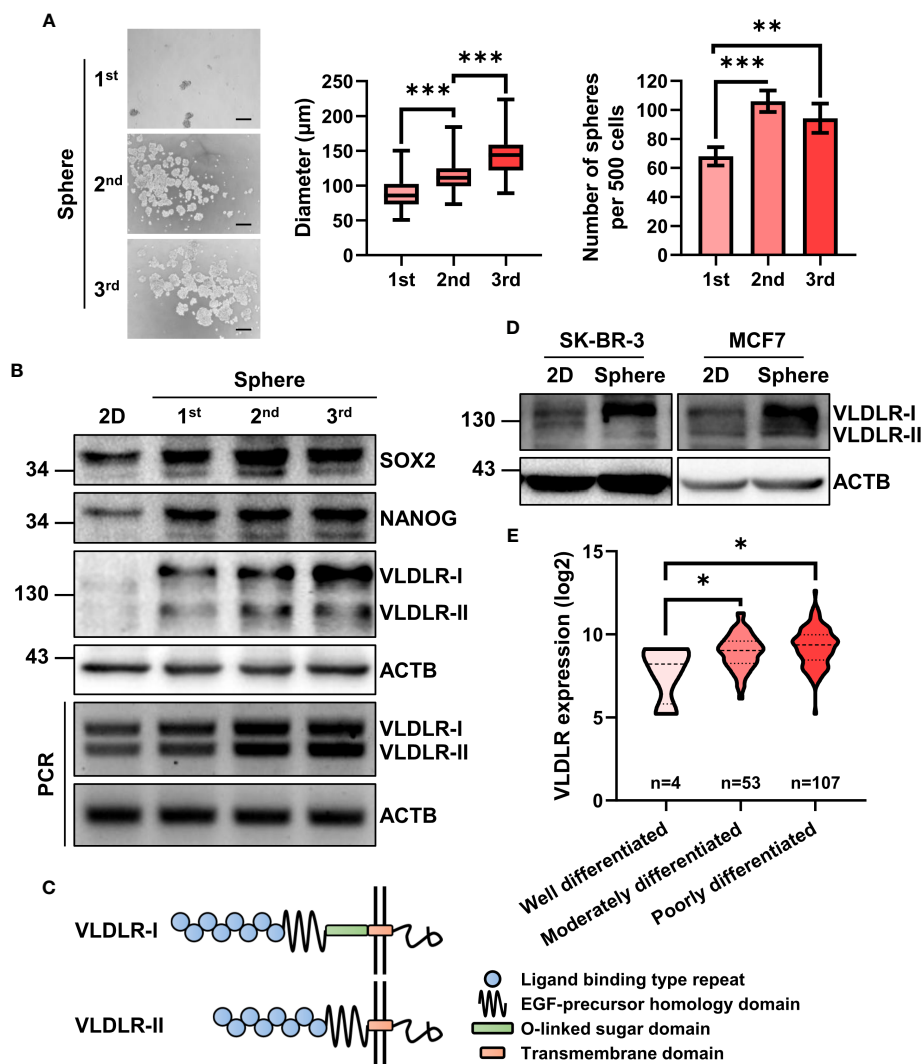 A
Sphere
1st
2nd
3rd
Diameter (μm)
250
200
150
100
50
0
***
***
1st 2nd 3rd
Number of spheres
per 500 cells
120
100
80
60
40
20
0
**
***
1st 2nd 3rd
B
Sphere
2D 1st 2nd 3rd
34 SOX2
34 NANOG
VLDLR-I
130
VLDLR-II
43
ACTB
PCR
VLDLR-I
VLDLR-II
ACTB
C
VLDLR-I
VLDLR-II
Ligand binding type repeat
EGF-precursor homology domain
O-linked sugar domain
Transmembrane domain
D
SK-BR-3 MCF7
2D Sphere 2D Sphere
130
VLDLR-I
VLDLR-II
43
ACTB
E
VLDLR expression (log2)
15
10
5
0
*
*
n=4 n=53 n=107
Well differentiated
Moderately differentiated
Poorly differentiated